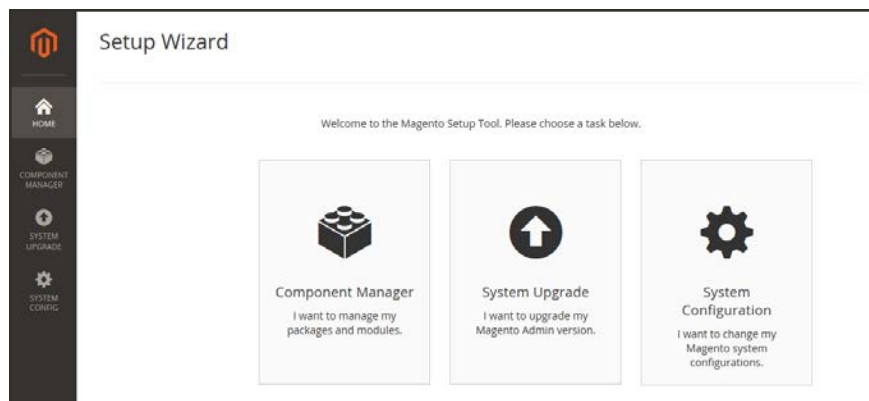 Setup Wizard
HOME
COMPONENT
MANAGER
SYSTEM
UPGRADE
SYSTEM
CONFIG
Welcome to the Magento Setup Tool. Please choose a task below.
Component Manager
I want to manage my
packages and modules.
System Upgrade
I want to upgrade my
Magento Admin version.
System
Configuration
I want to change my
Magento system
configurations.